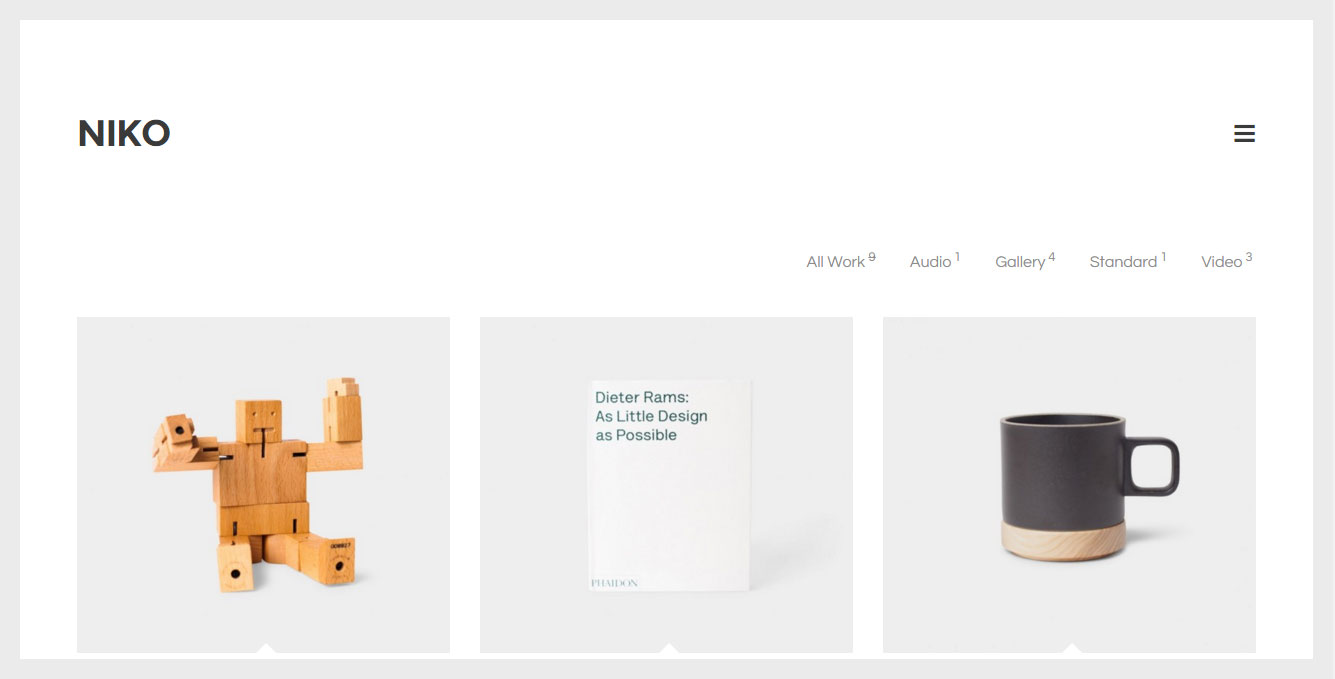 NIKO
All Work 9 Audio 1 Gallery 4 Standard 1 Video 3
Dieter Rams:
As Little Design
as Possible
PHAIDON